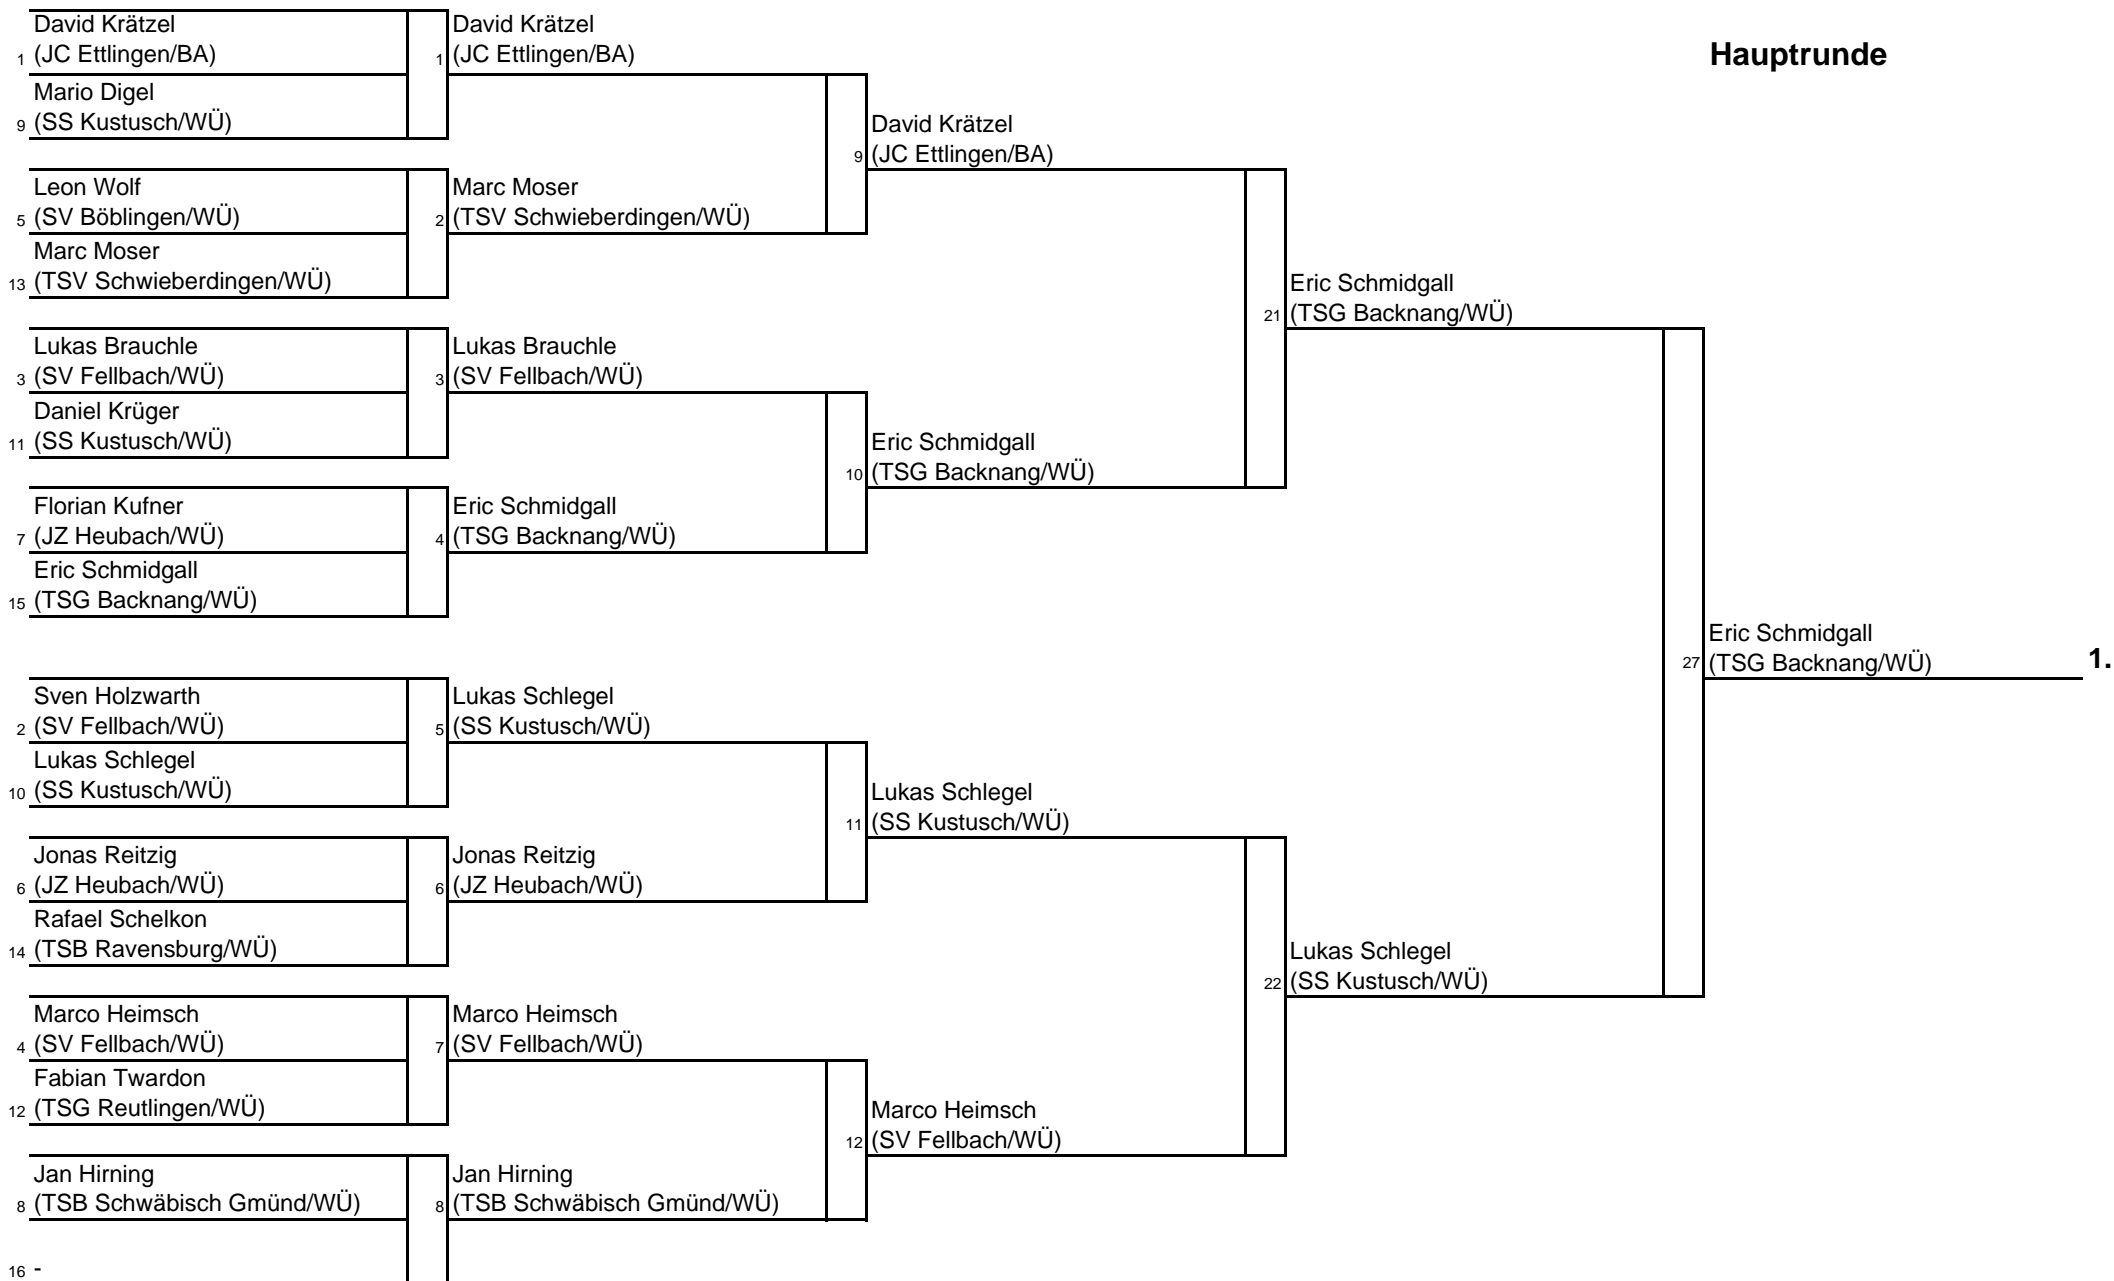 Hauptrunde
David Krätzel
1 (JC Ettlingen/BA)
Mario Digel
9 (SS Kustusch/WÜ)
Leon Wolf
5 (SV Böblingen/WÜ)
Marc Moser
13 (TSV Schwieberdingen/WÜ)
Lukas Brauchle
3 (SV Fellbach/WÜ)
Daniel Krüger
11 (SS Kustusch/WÜ)
Florian Kufner
7 (JZ Heubach/WÜ)
Eric Schmidgall
15 (TSG Backnang/WÜ)
Sven Holzwarth
2 (SV Fellbach/WÜ)
Lukas Schlegel
10 (SS Kustusch/WÜ)
Jonas Reitzig
6 (JZ Heubach/WÜ)
Rafael Schelkon
14 (TSB Ravensburg/WÜ)
Marco Heimsch
4 (SV Fellbach/WÜ)
Fabian Twardon
12 (TSG Reutlingen/WÜ)
Jan Hirning
8 (TSB Schwäbisch Gmünd/WÜ)
16 -
David Krätzel
1 (JC Ettlingen/BA)
Marc Moser
2 (TSV Schwieberdingen/WÜ)
Lukas Brauchle
3 (SV Fellbach/WÜ)
Eric Schmidgall
4 (TSG Backnang/WÜ)
Lukas Schlegel
5 (SS Kustusch/WÜ)
Jonas Reitzig
6 (JZ Heubach/WÜ)
Marco Heimsch
7 (SV Fellbach/WÜ)
Jan Hirning
8 (TSB Schwäbisch Gmünd/WÜ)
David Krätzel
9 (JC Ettlingen/BA)
Eric Schmidgall
10 (TSG Backnang/WÜ)
Lukas Schlegel
11 (SS Kustusch/WÜ)
Marco Heimsch
12 (SV Fellbach/WÜ)
Eric Schmidgall
21 (TSG Backnang/WÜ)
Lukas Schlegel
22 (SS Kustusch/WÜ)
Eric Schmidgall
27 (TSG Backnang/WÜ) 1.